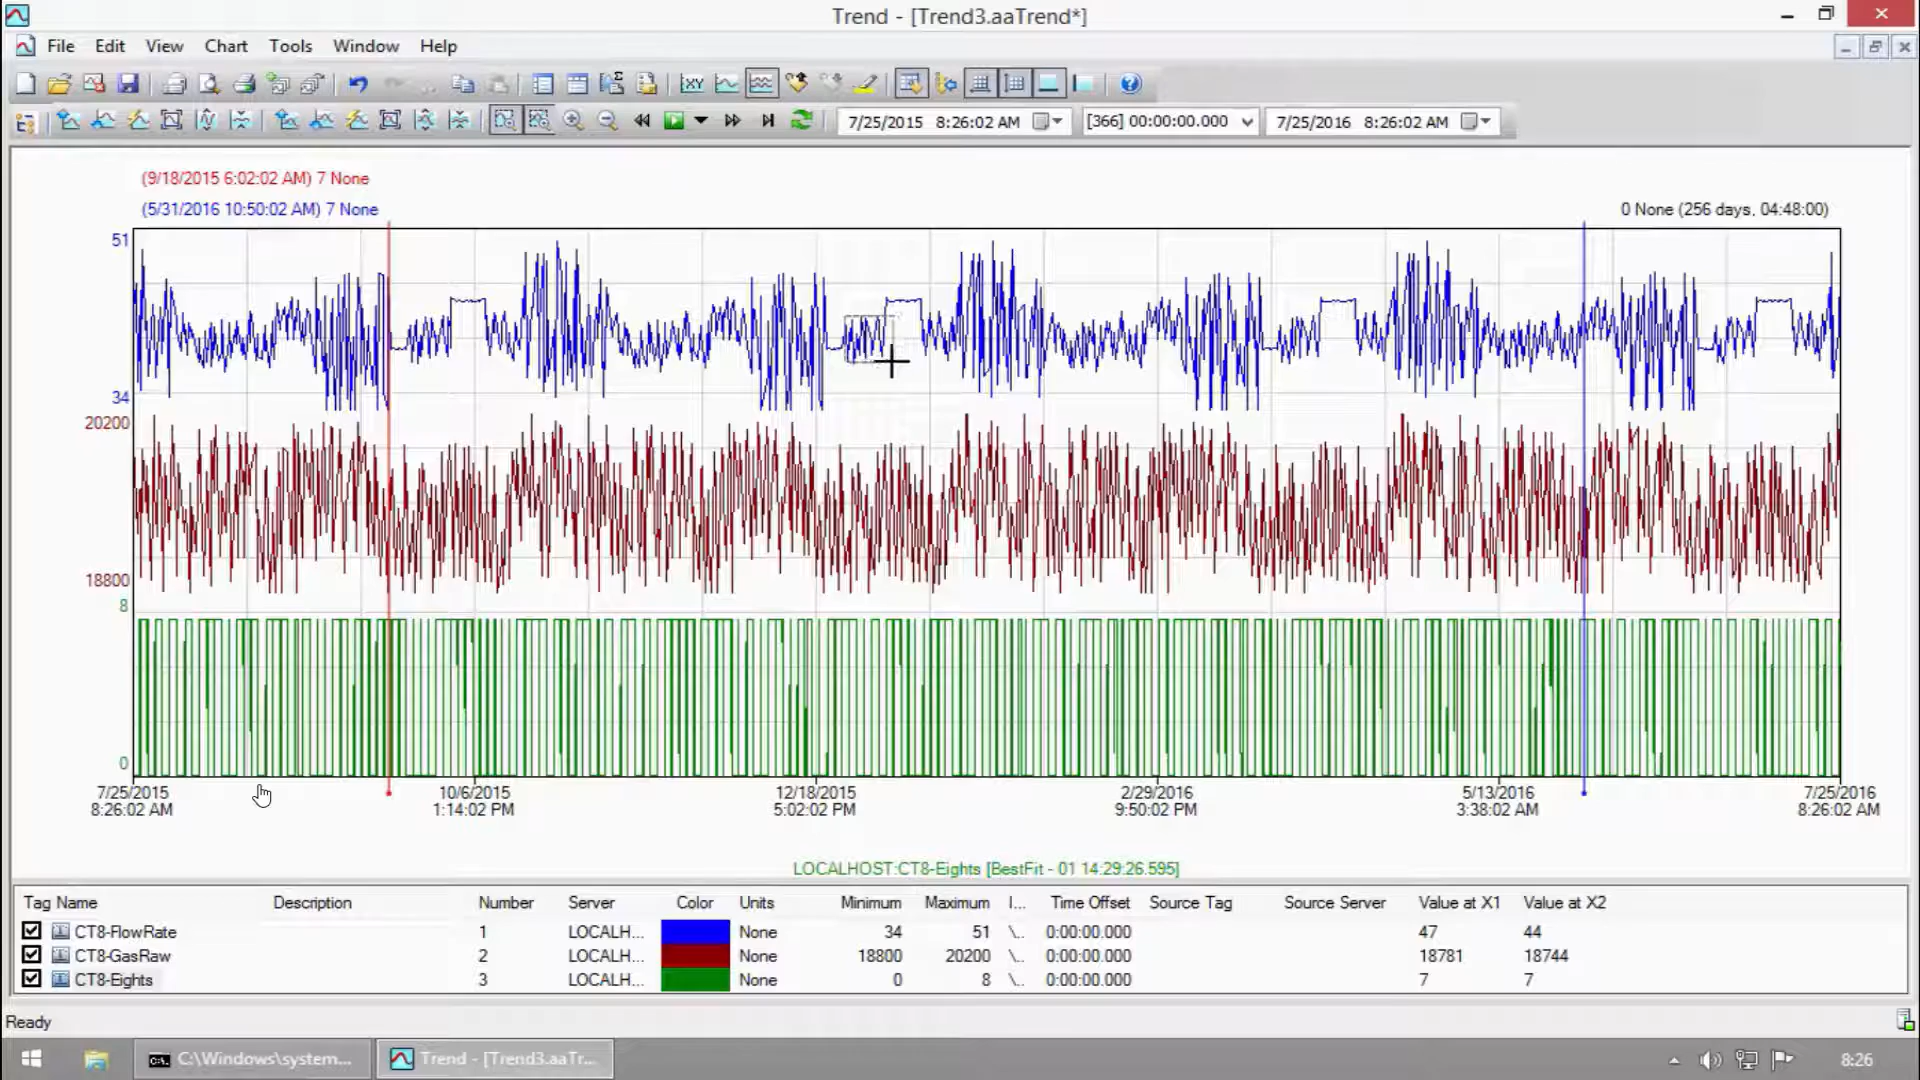 Trend - [Trend3.aaTrend*]
File Edit View Chart Tools Window Help
XY
7/25/2015 8:26:02 AM [366] 00:00:00.000 7/25/2016 8:26:02 AM
(9/18/2015 6:02:02 AM) 7 None
(5/31/2016 10:50:02 AM) 7 None 0 None (256 days, 04:48:00)
51
34
20200
18800
8
0
7/25/2015 10/6/2015 12/18/2015 2/29/2016 5/13/2016 7/25/2016
8:26:02 AM 1:14:02 PM 5:02:02 PM 9:50:02 PM 3:38:02 AM 8:26:02 AM
LOCALHOST:CT8-Eights [BestFit - 01 14:29:26.595]
Tag Name Description Number Server Color Units Minimum Maximum I... Time Offset Source Tag Source Server Value at X1 Value at X2
CT8-FlowRate 1 LOCALH... None 34 51 \.. 0:00:00.000 47 44
CT8-GasRaw 2 LOCALH... None 18800 20200 \.. 0:00:00.000 18781 18744
CT8-Eights 3 LOCALH... None 0 8 \.. 0:00:00.000 7 7
Ready
C:\Windows\system... Trend - [Trend3.aaTr... 8:26